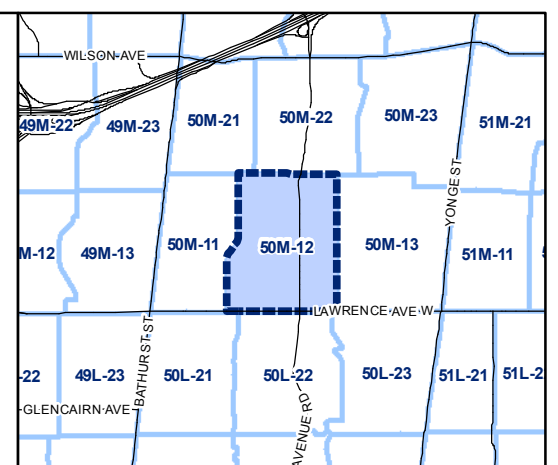 WILSON AVE
49M-22
49M-23
50M-21
50M-22
50M-23
51M-21
YONGE ST
M-12
49M-13
50M-11
50M-12
50M-13
51M-11
LAWRENCE AVE W
-22
49L-23
BATHURST ST
50L-21
50L-22
50L-23
51L-21
51L-2
GLENCAIRN AVE
AVENUE RD